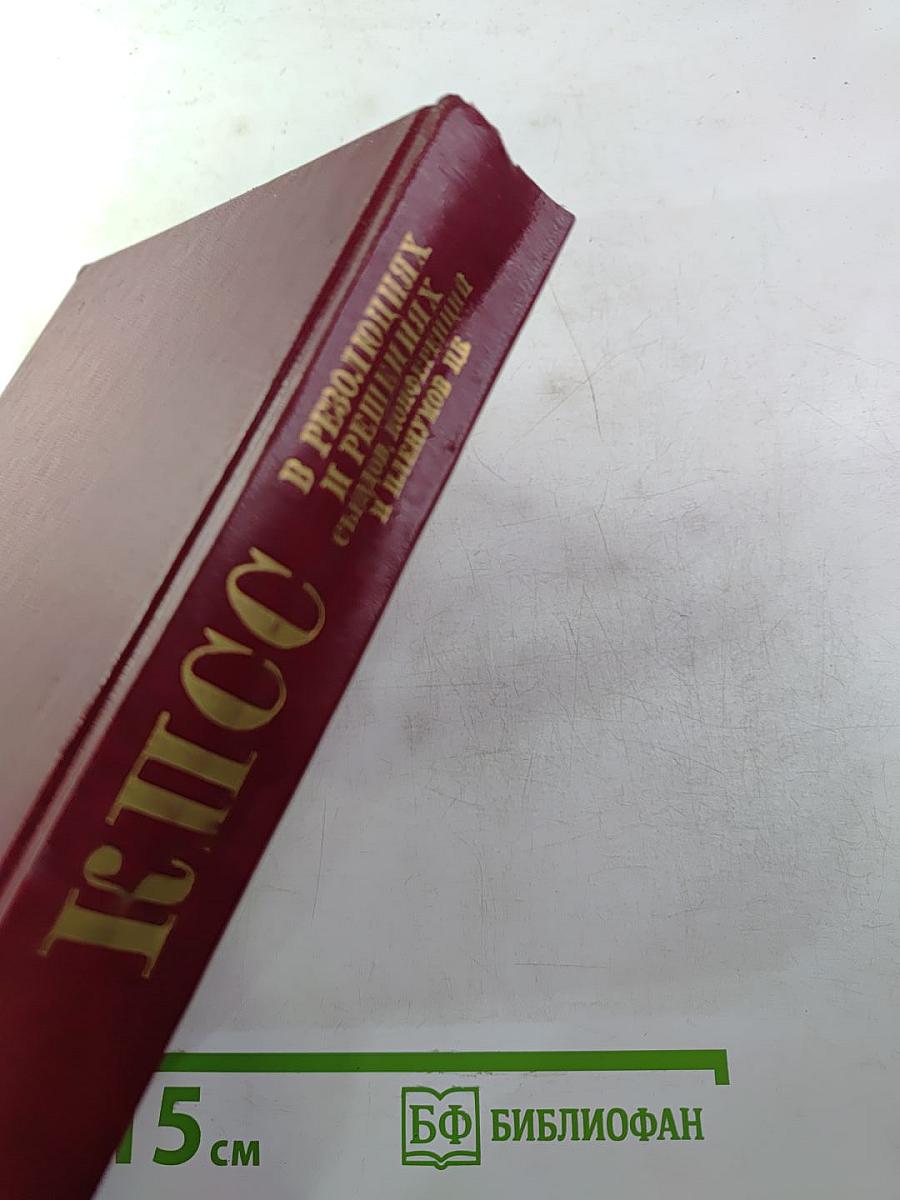 КПСС
В РЕЗОЛЮЦИЯХ
И РЕШЕНИЯХ
СЪЕЗДОВ, КОНФЕРЕНЦИЙ
И ПЛЕНУМОВ ЦК
15 см
БФ БИБЛИОФАН